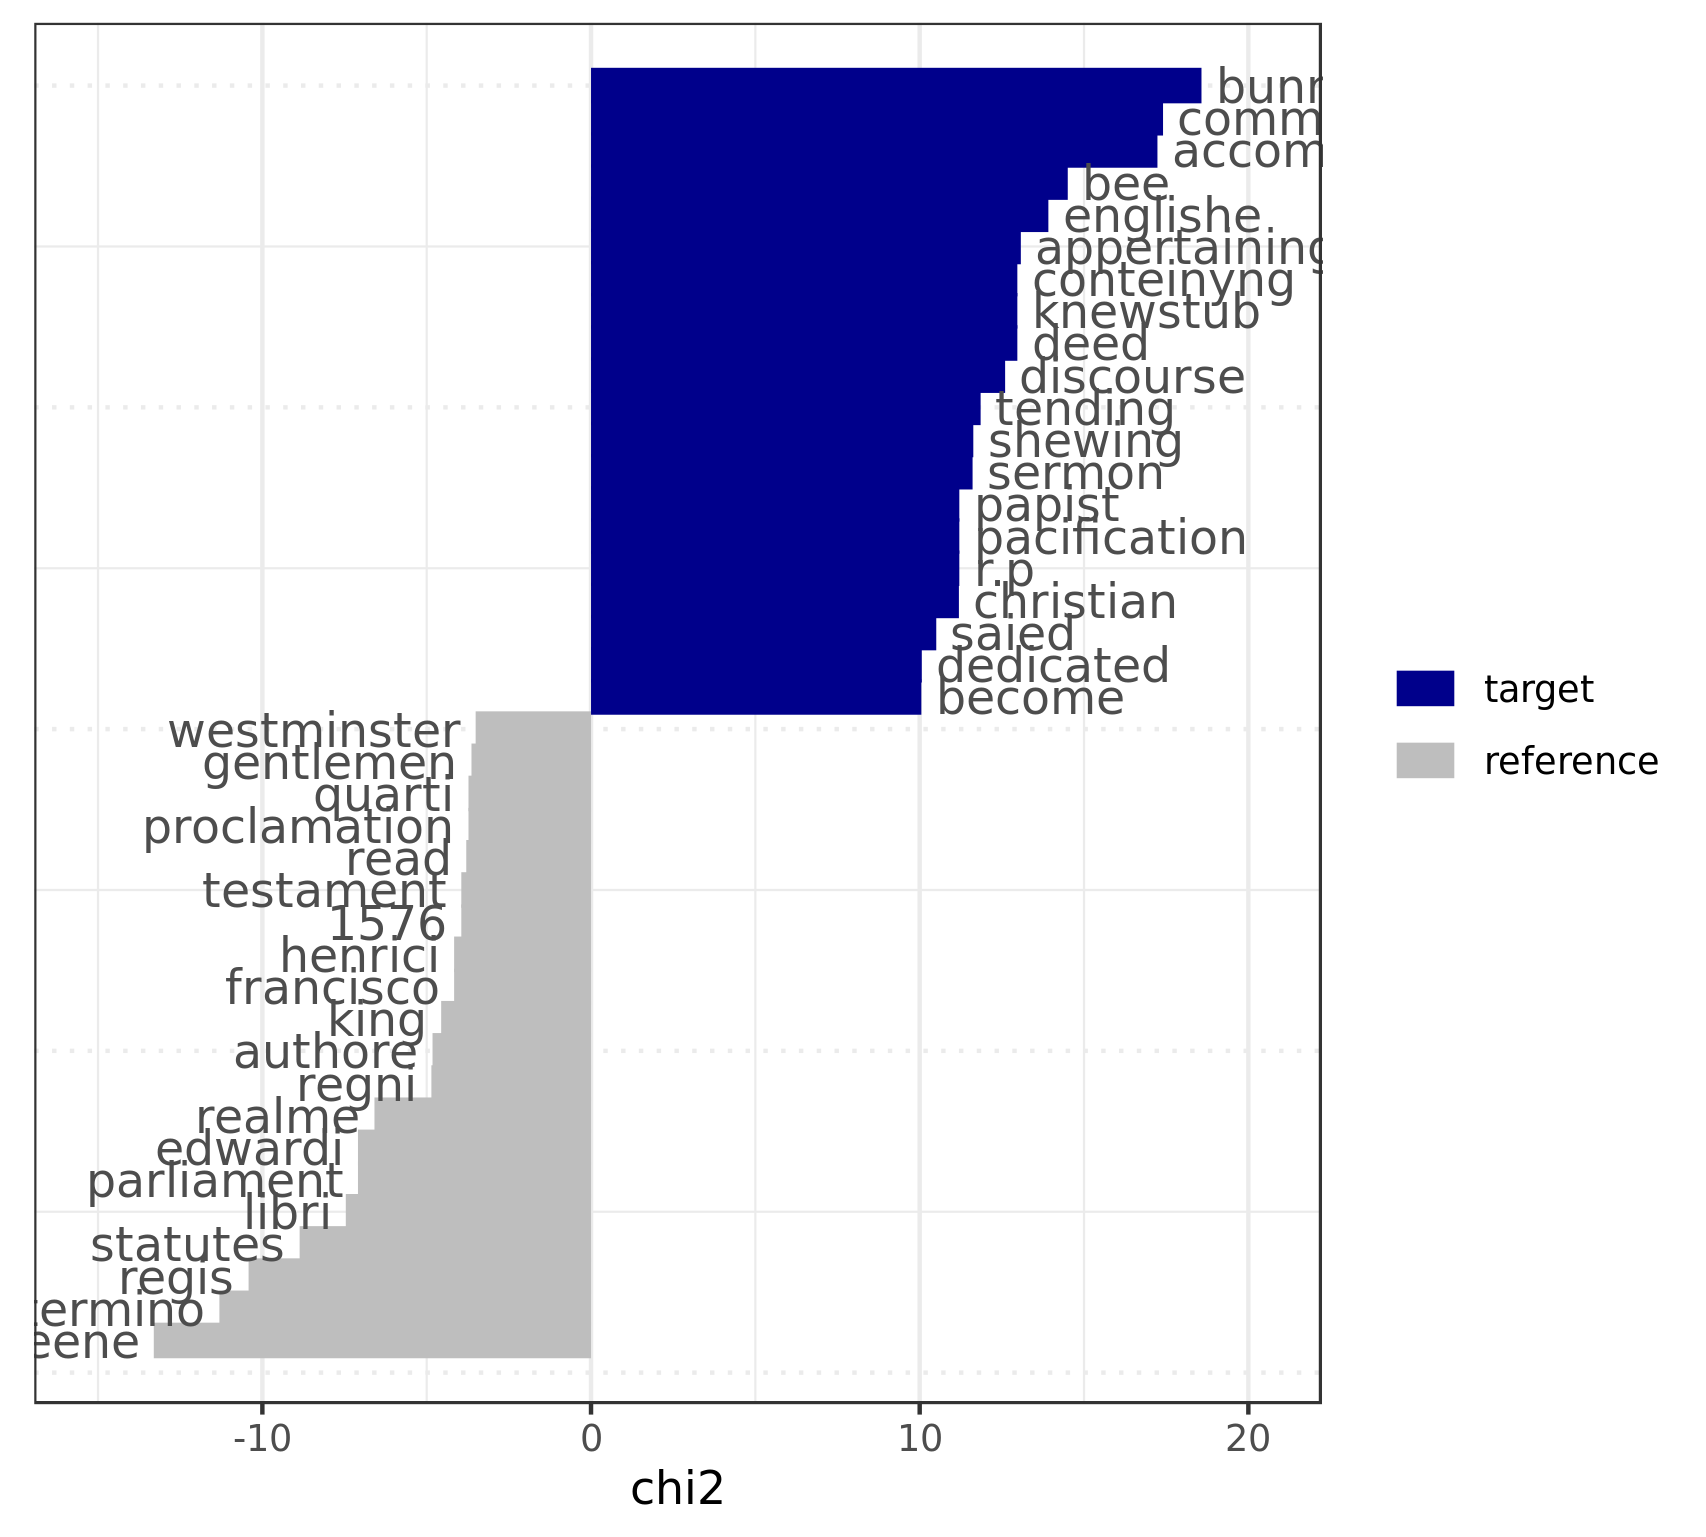 bunr
comm
accom
bee
englishe
appertaining
conteinyng
knewstub
deed
discourse
tending
shewing
sermon
papist
pacification
r.p
christian
saied
dedicated
become
westminster
gentlemen
quarti
proclamation
read
testament
1576
henrici
francisco
king
authore
regni
realme
edwardi
parliament
libri
statutes
regis
termino
eene
target
reference
-10 0 10 20
chi2